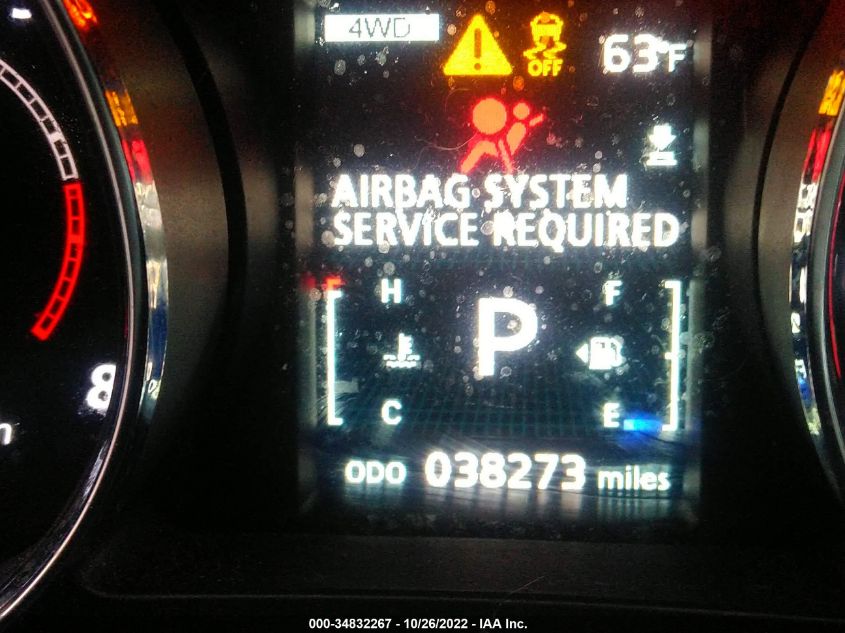 4WD
OFF
63°F
AIRBAG SYSTEM
SERVICE REQUIRED
H
F
P
C
E
8
ODO 038273 miles
000-34832267 - 10/26/2022 - IAA Inc.